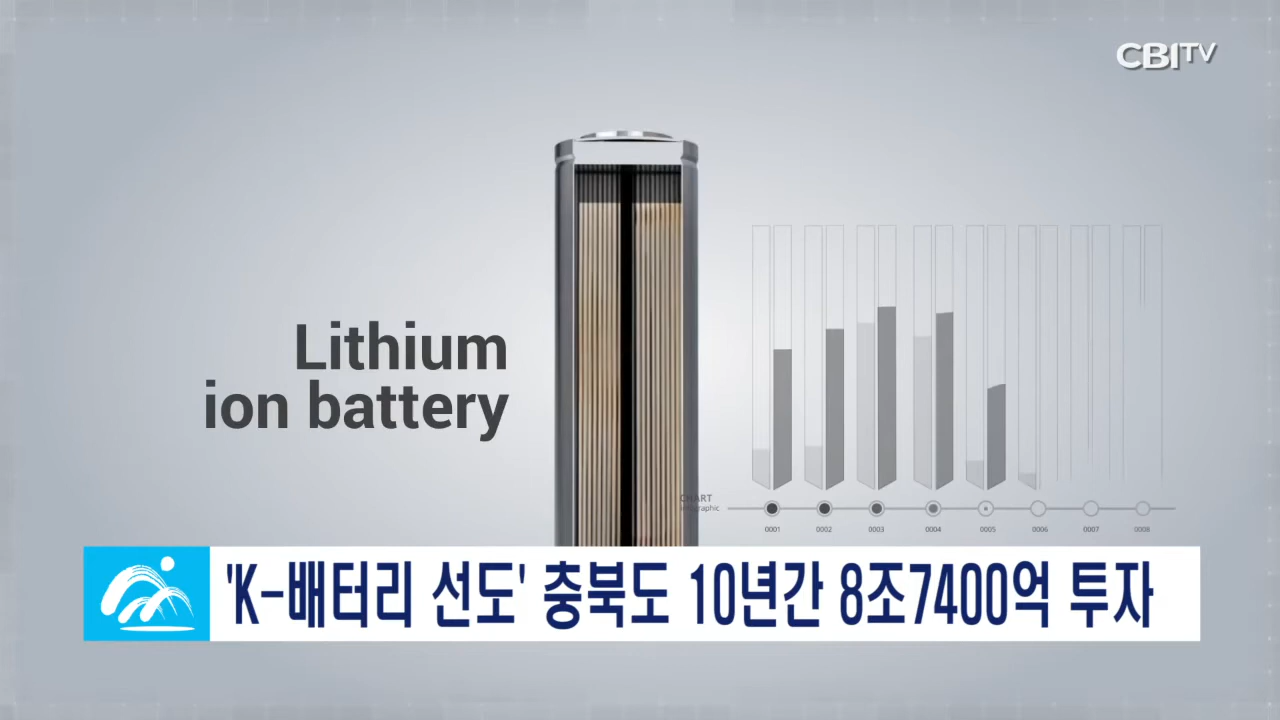 CBITV
Lithium
ion battery
CHART
infographic
0001 0002 0003 0004 0005 0006 0007 0008
'K-배터리 선도' 충북도 10년간 8조7400억 투자